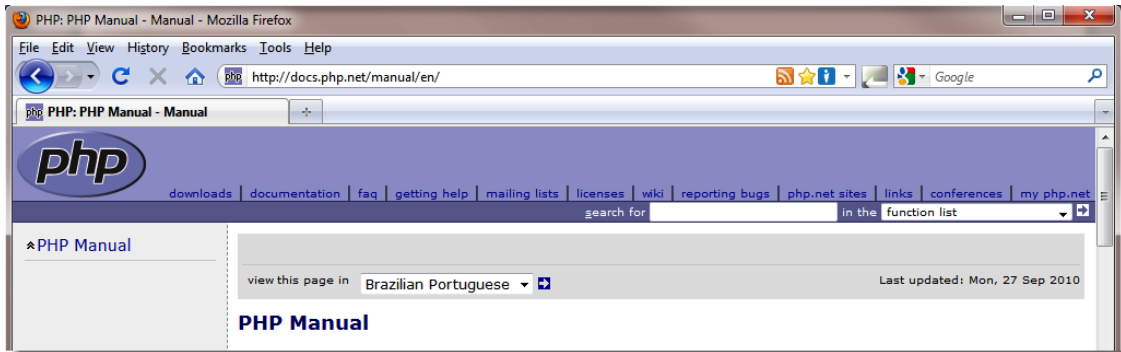 PHP: PHP Manual - Manual - Mozilla Firefox
File Edit View History Bookmarks Tools Help
php http://docs.php.net/manual/en/ Google
php PHP: PHP Manual - Manual
php
downloads | documentation | faq | getting help | mailing lists | licenses | wiki | reporting bugs | php.net sites | links | conferences | my php.net
search for in the function list
PHP Manual
view this page in Brazilian Portuguese Last updated: Mon, 27 Sep 2010
PHP Manual